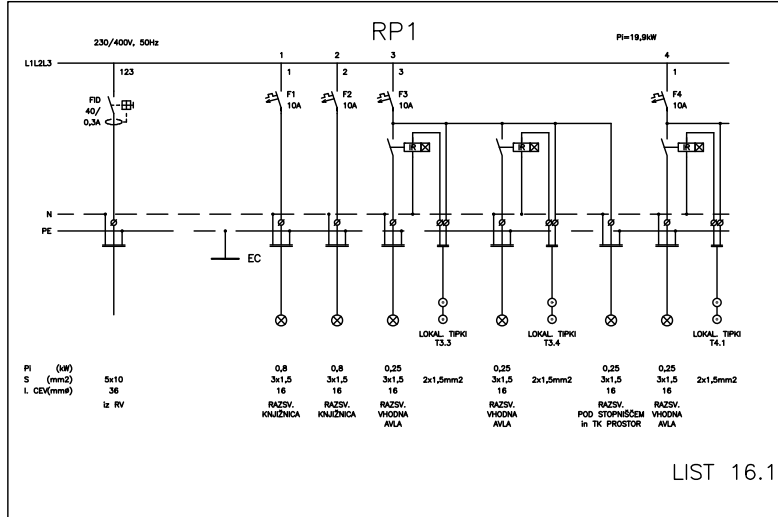 RP1
230/400V, 50Hz
Pi=19,9kW
1 2 3 4
L1L2L3
123 1 2 3 1
FID
40/
0,3A
F1
10A
F2
10A
F3
10A
F4
10A
IR IR IR
N
PE
EC
LOKAL. TIPKI
T3.3
LOKAL. TIPKI
T3.4
LOKAL. TIPKI
T4.1
Pi (kW) 0,8 0,8 0,25 0,25 0,25 0,25
S (mm2) 5x10 3x1,5 3x1,5 3x1,5 2x1,5mm2 3x1,5 2x1,5mm2 3x1,5 3x1,5 2x1,5mm2
I. CEV(mmø) 36 16 16 16 16 16 16
iz RV
RAZSV.
KNJIŽNICA
RAZSV.
KNJIŽNICA
RAZSV.
VHODNA
AVLA
RAZSV.
VHODNA
AVLA
RAZSV.
POD STOPNIŠČEM
in TK PROSTOR
RAZSV.
VHODNA
AVLA
LIST 16.1